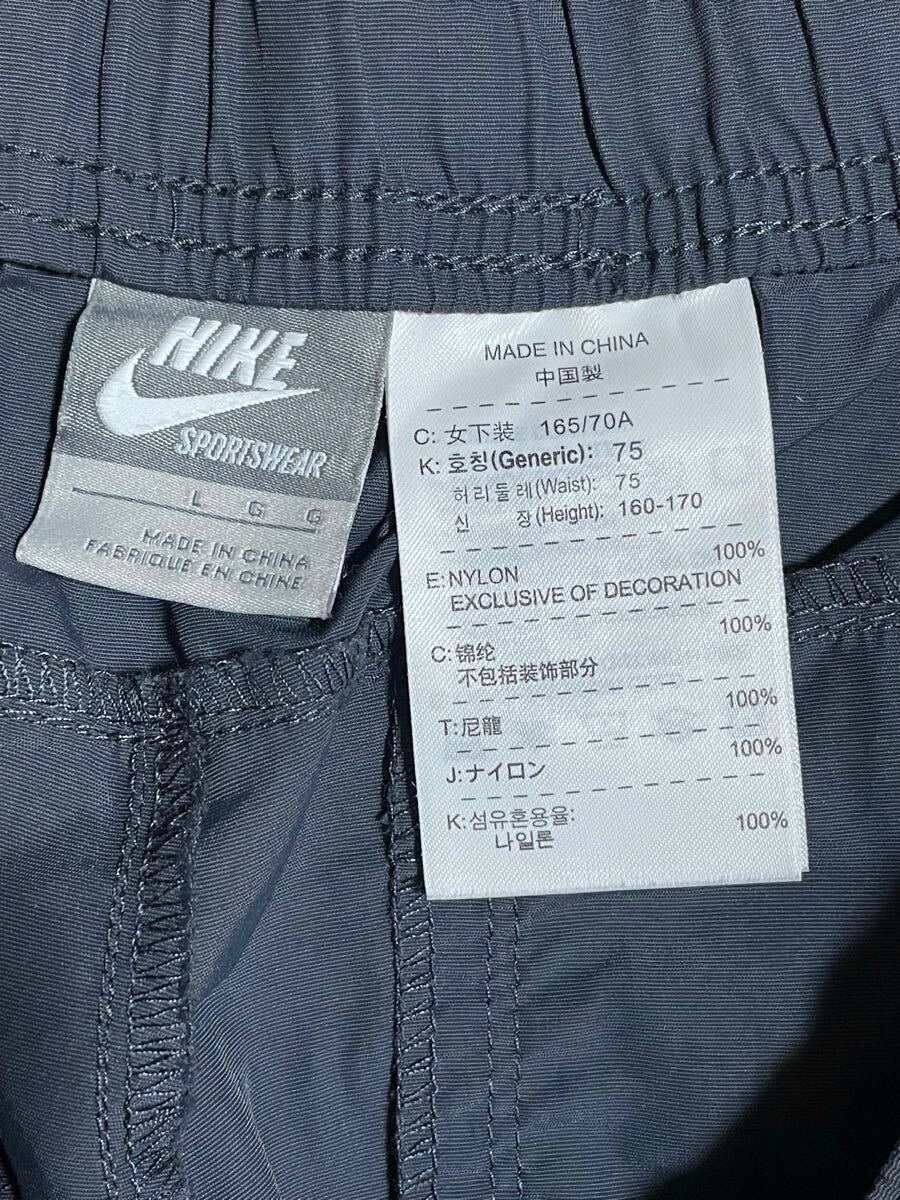 NIKE
SPORTSWEAR
L G G
MADE IN CHINA
FABRIQUE EN CHINE
MADE IN CHINA
中国製
C: 女下装 165/70A
K: 호칭(Generic): 75
허리둘레(Waist): 75
신 장(Height): 160-170
100%
E: NYLON
EXCLUSIVE OF DECORATION
100%
C:锦纶
不包括装饰部分
100%
T:尼龍
100%
J:ナイロン
K:섬유혼용율:
나일론 100%